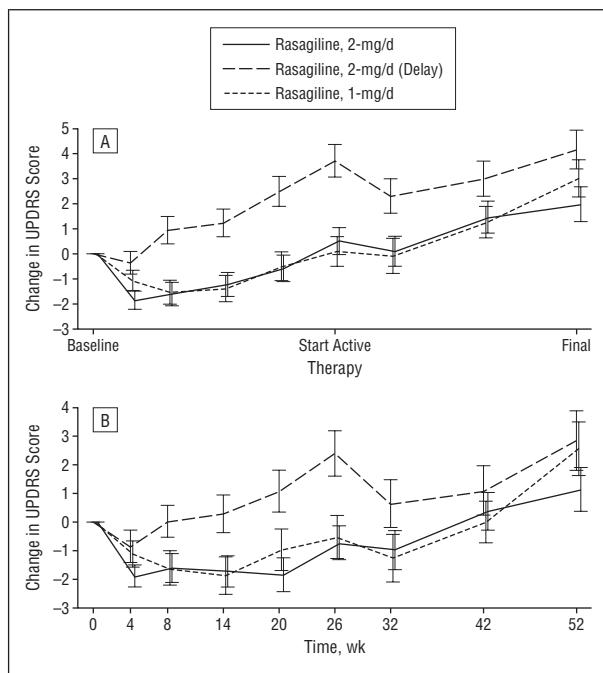 Rasagiline, 2-mg/d
Rasagiline, 2-mg/d (Delay)
Rasagiline, 1-mg/d
A
5
4
3
2
1
0
–1
–2
–3
Change in UPDRS Score
Baseline Start Active Final
Therapy
B
4
3
2
1
0
–1
–2
–3
Change in UPDRS Score
0 4 8 14 20 26 32 42 52
Time, wk